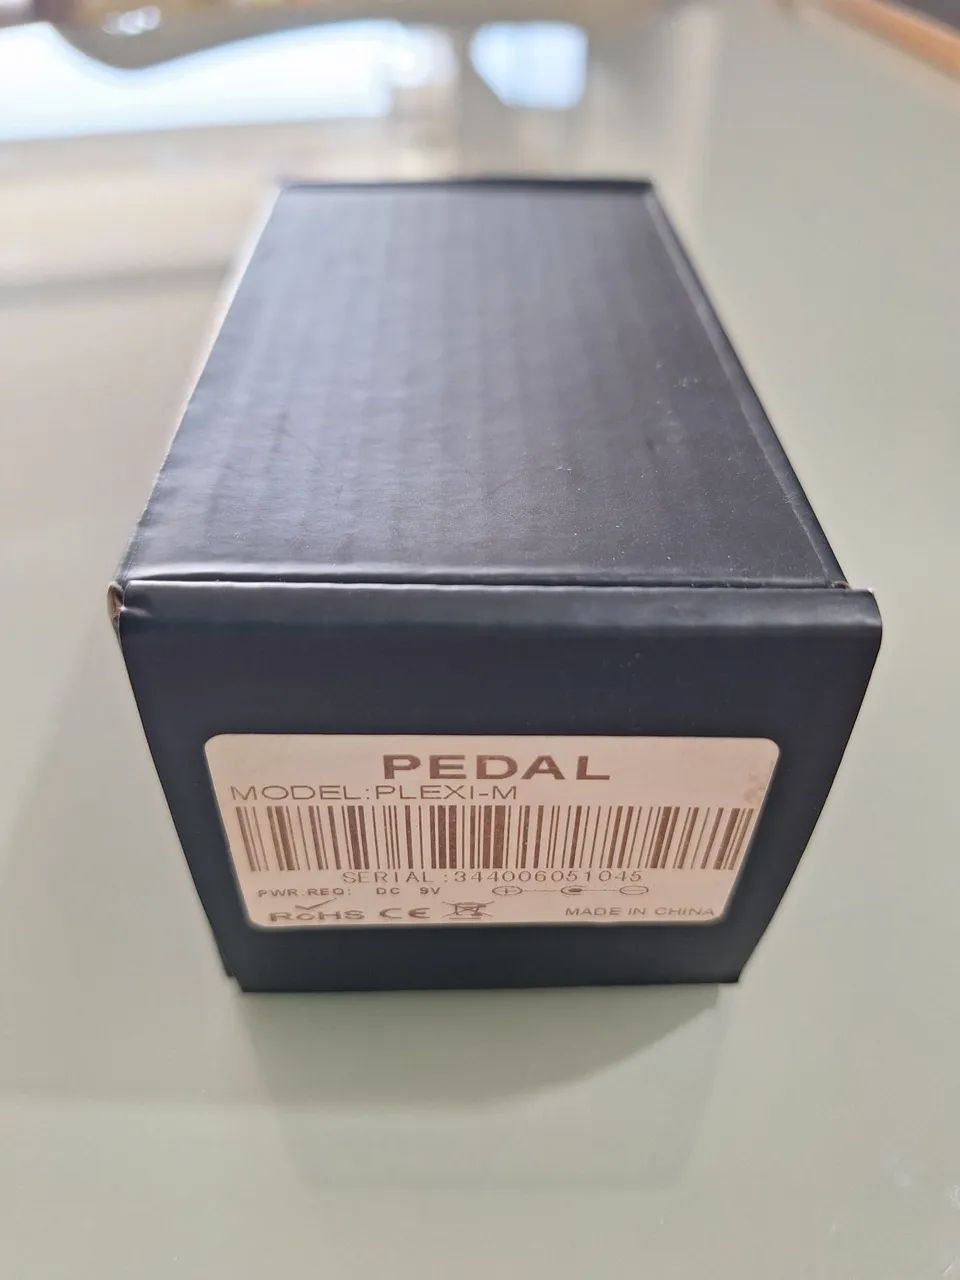 PEDAL
MODEL:PLEXI-M
SERIAL:344006051045
PWR.REQ: DC 9V
RoHS CE MADE IN CHINA